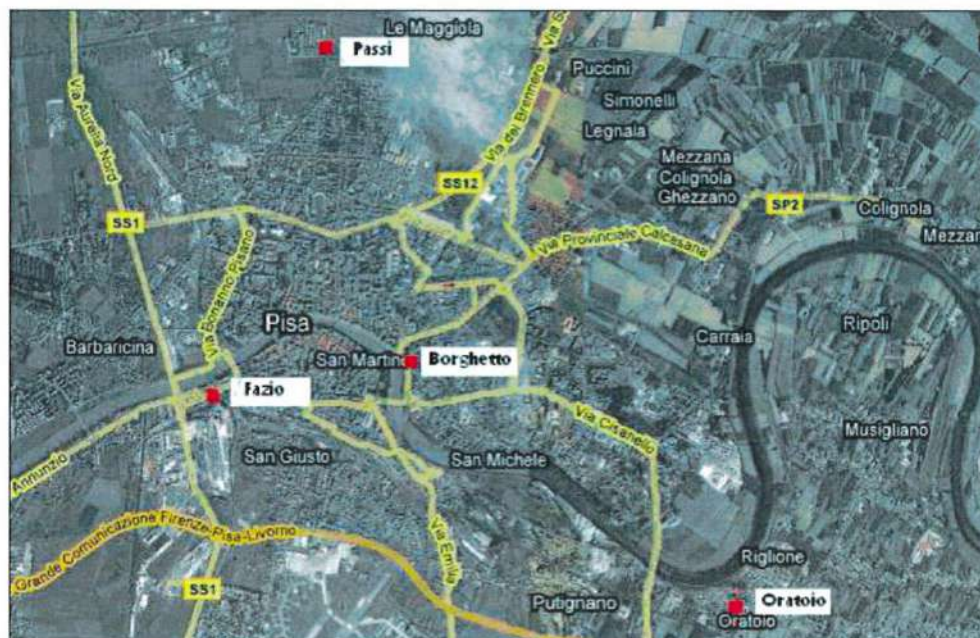 Le Maggiola
Passi
Via S
Puccini
Simonelli
Via Aurelia Nord
Via del Brennero
Legnala
Mezzana
Colignola
Ghezzano
SS12
SP2
Colignola
SS1
Mezzan
Via Provinciale Calcesana
Via Bonanno Pisano
Pisa
Carraia
Ripoli
Barbaricina
San Martino
Borghetto
Fazio
Via Cisanello
Musigliano
Annunzio
San Giusto
San Michele
Grande Comunicazione Firenze-Pisa-Livorno
Via Emilia
Riglione
SS1
Putignano
Oratoio
Oratoio